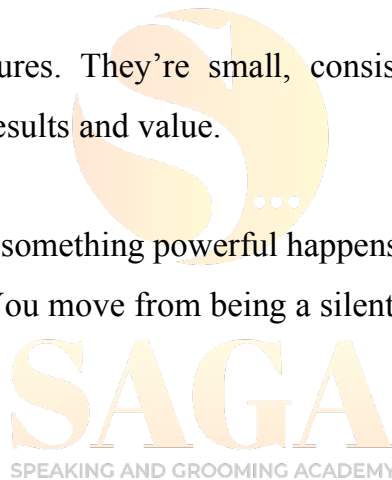 ures. They’re small, consis
esults and value.
something powerful happens
You move from being a silent
SAGA
SPEAKING AND GROOMING ACADEMY